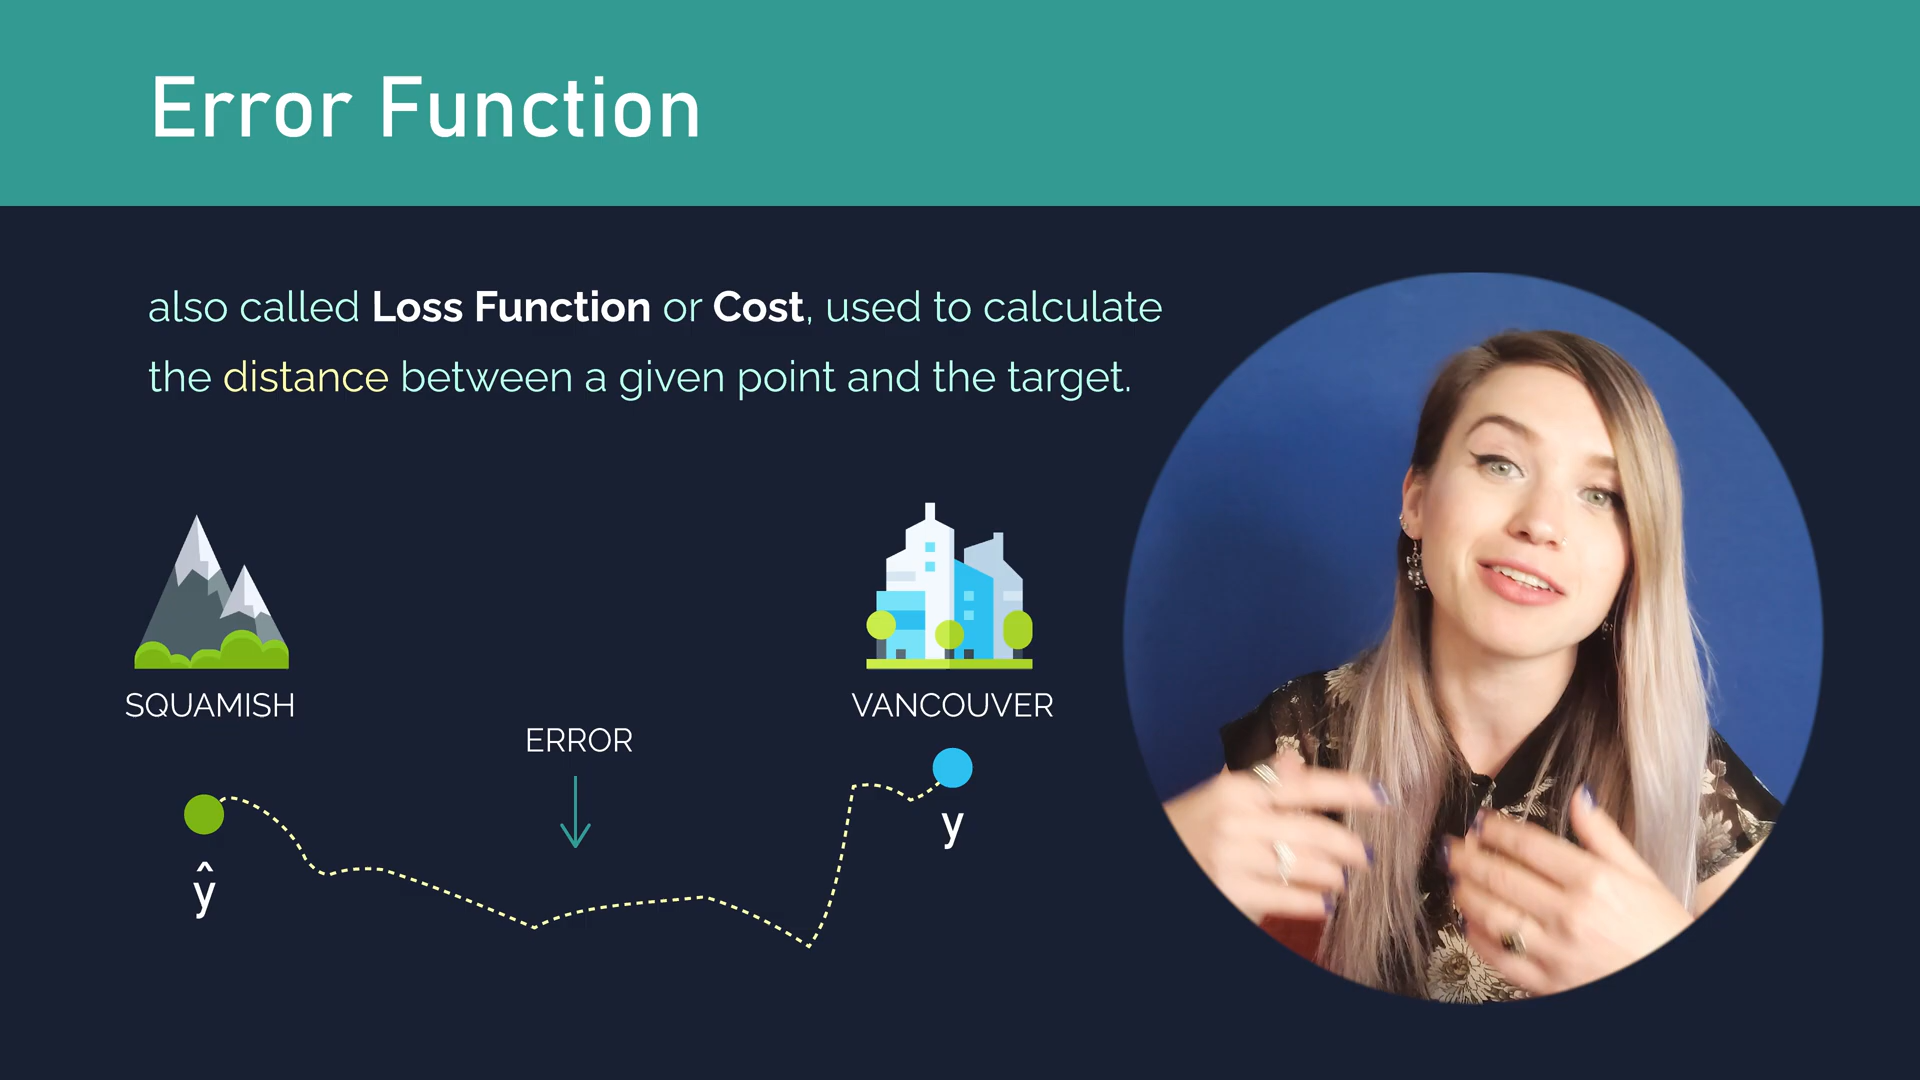 Error Function
also called Loss Function or Cost, used to calculate
the distance between a given point and the target.
SQUAMISH
VANCOUVER
ERROR
ŷ
y